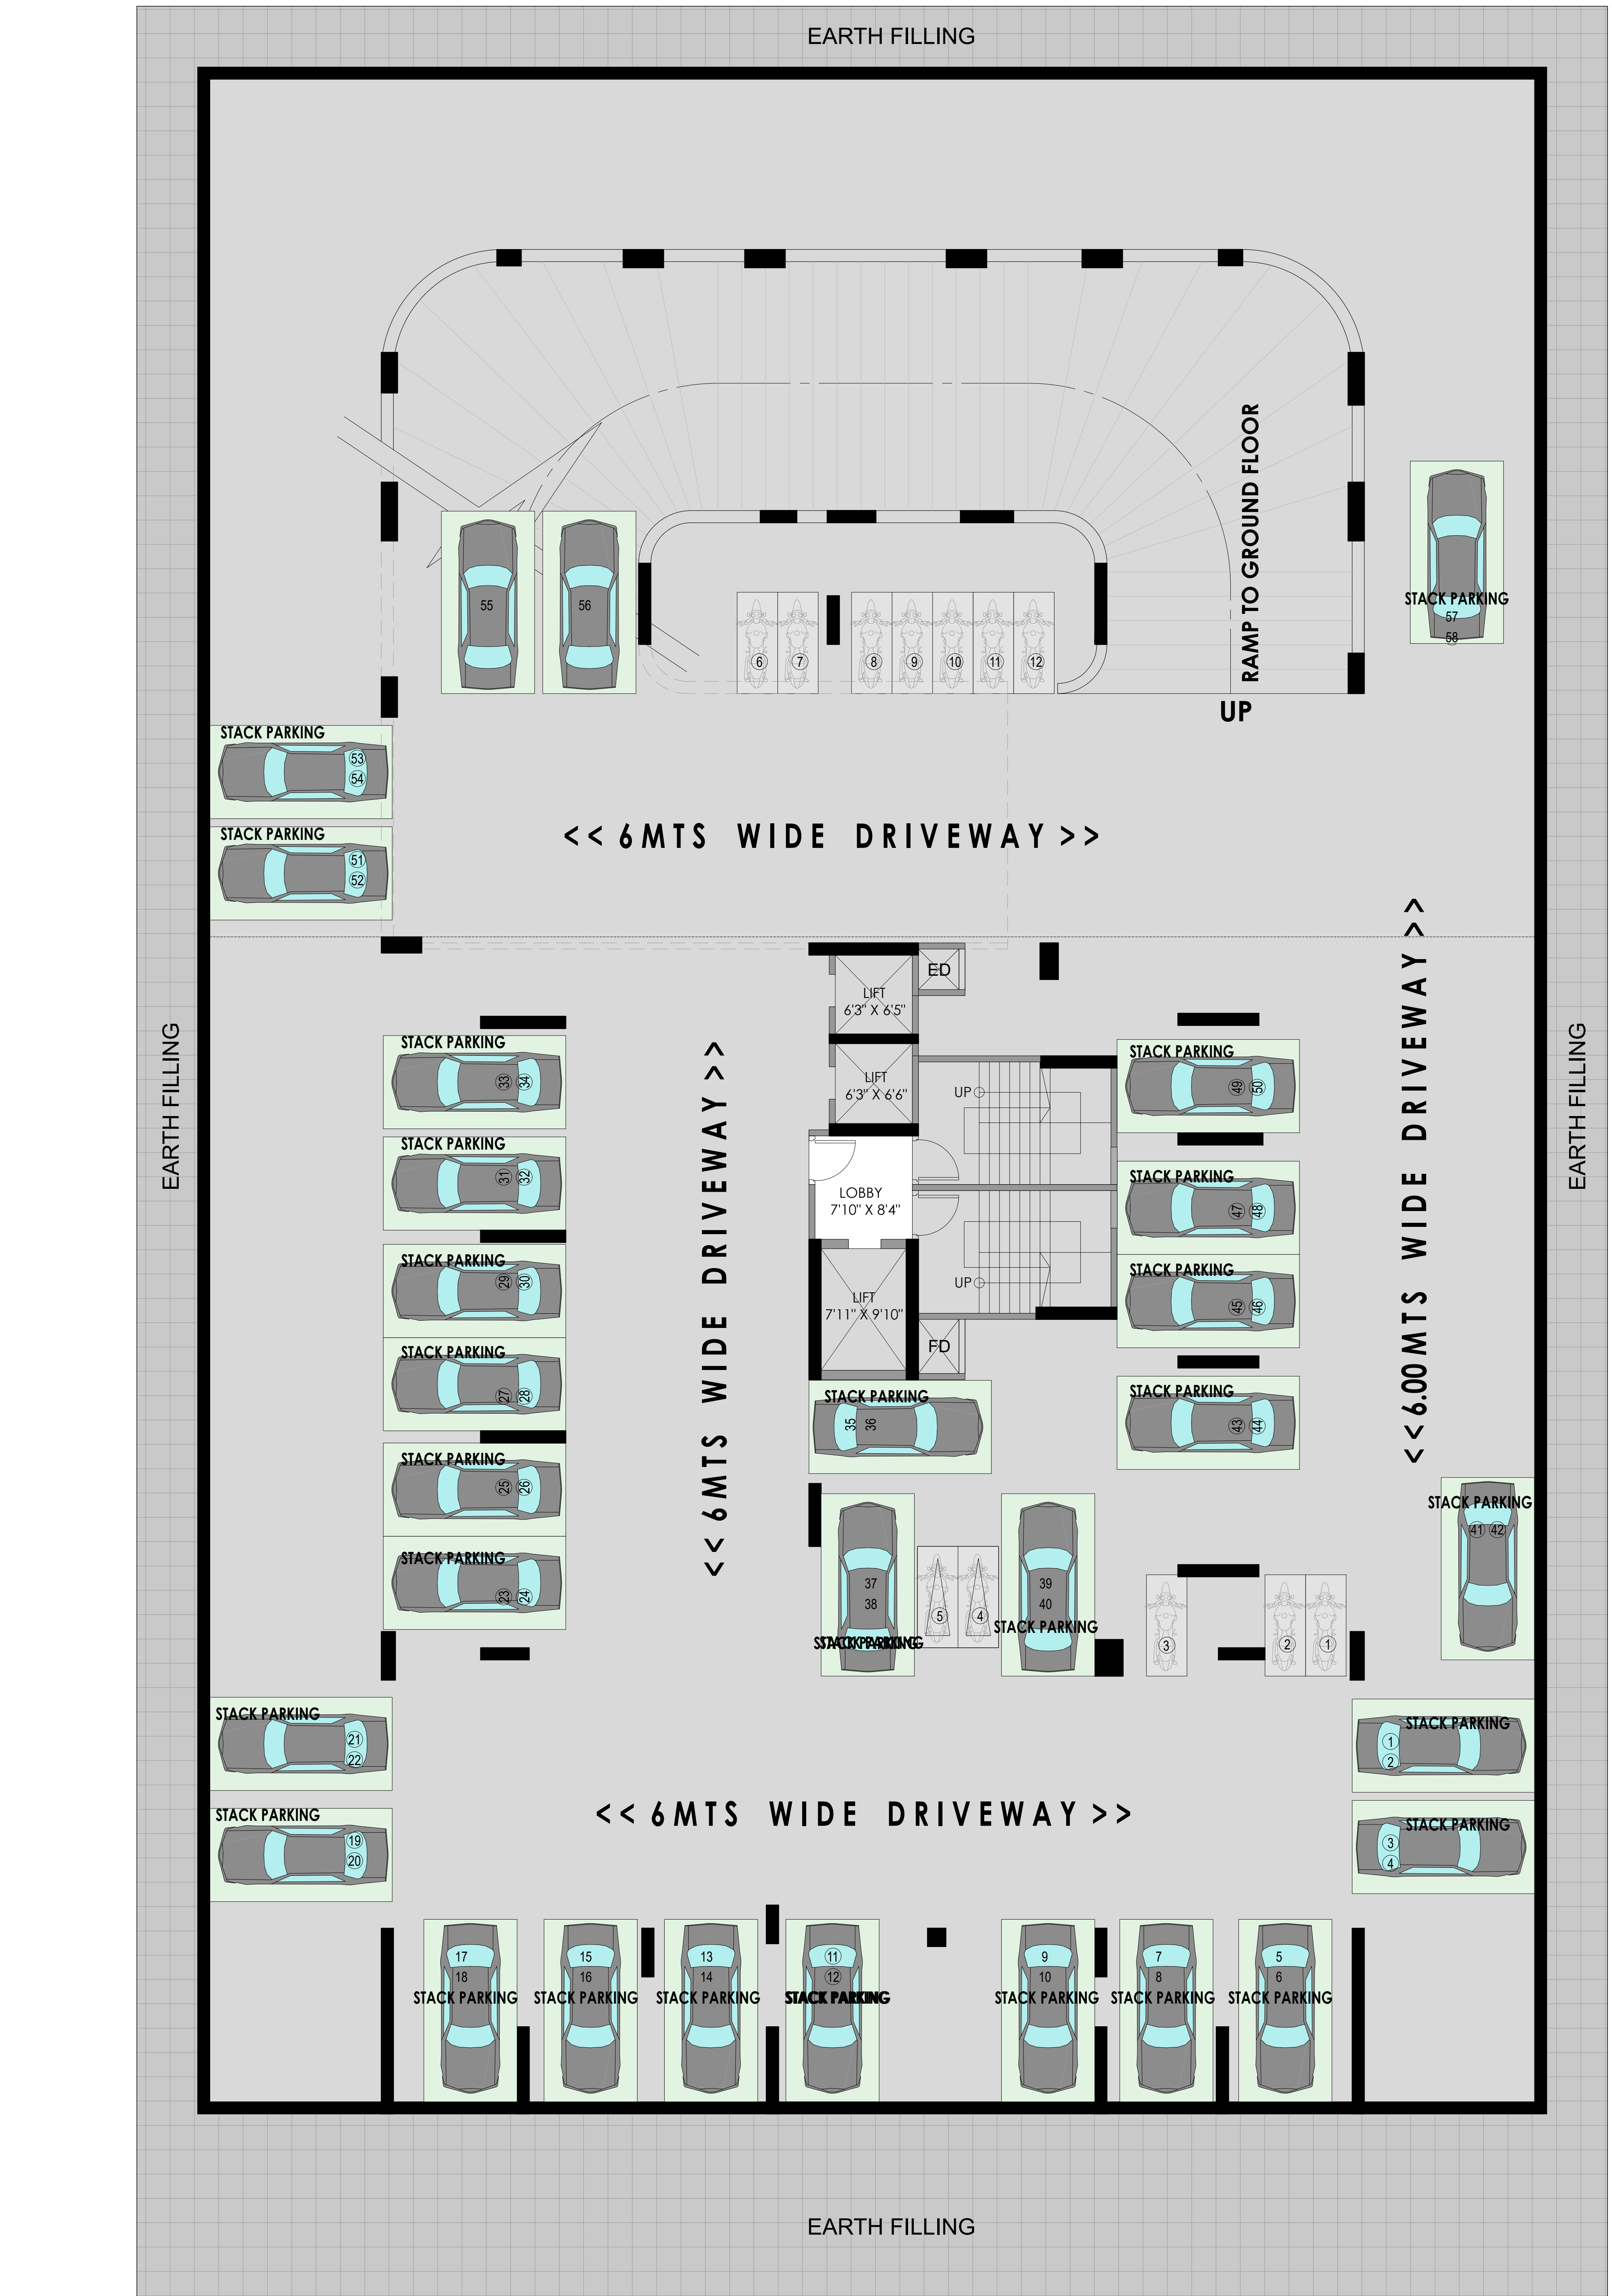 EARTH FILLING
RAMP TO GROUND FLOOR
UP
55
56
6
7
8
9
10
11
12
STACK PARKING
57
58
STACK PARKING
53
54
STACK PARKING
51
52
<< 6MTS WIDE DRIVEWAY >>
EARTH FILLING
EARTH FILLING
<< 6MTS WIDE DRIVEWAY >>
<< 6.00MTS WIDE DRIVEWAY >>
LIFT
6'3" X 6'5"
ED
LIFT
6'3" X 6'6"
UP
LOBBY
7'10" X 8'4"
LIFT
7'11" X 9'10"
UP
FD
STACK PARKING
33 34
STACK PARKING
31 32
STACK PARKING
29 30
STACK PARKING
27 28
STACK PARKING
25 26
STACK PARKING
23 24
STACK PARKING
49 50
STACK PARKING
47 48
STACK PARKING
45 46
STACK PARKING
43 44
STACK PARKING
35 36
37
38
STACK PARKING
5
4
39
40
STACK PARKING
3
2
1
STACK PARKING
41 42
STACK PARKING
21
22
STACK PARKING
19
20
STACK PARKING
1
2
STACK PARKING
3
4
<< 6MTS WIDE DRIVEWAY >>
17
18
STACK PARKING
15
16
STACK PARKING
13
14
STACK PARKING
11
12
STACK PARKING
9
10
STACK PARKING
7
8
STACK PARKING
5
6
STACK PARKING
EARTH FILLING